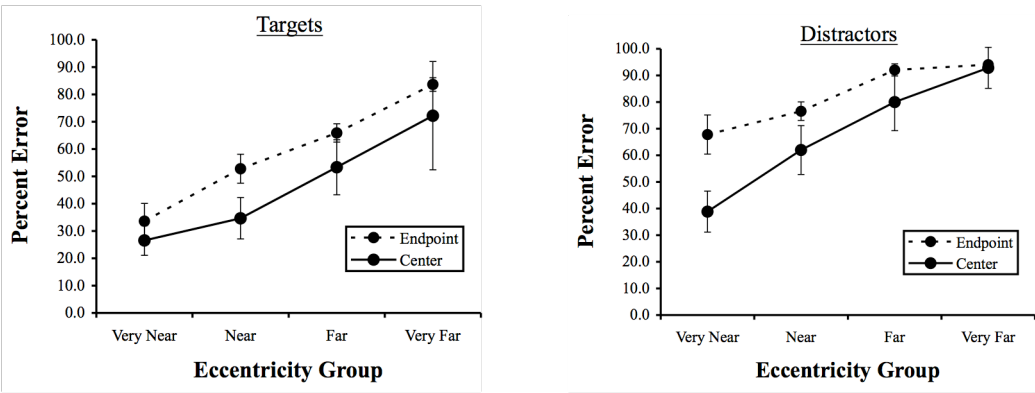 Targets
100.0
90.0
80.0
70.0
60.0
50.0
40.0
30.0
20.0
10.0
0.0
Percent Error
Endpoint
Center
Very Near Near Far Very Far
Eccentricity Group
Distractors
100.0
90.0
80.0
70.0
60.0
50.0
40.0
30.0
20.0
10.0
0.0
Percent Error
Endpoint
Center
Very Near Near Far Very Far
Eccentricity Group